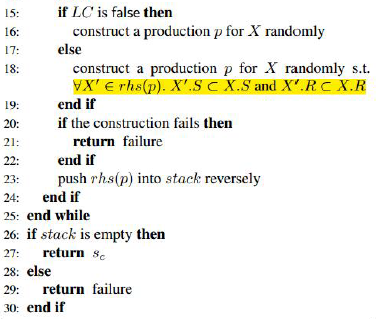 15: if LC is false then
16: construct a production p for X randomly
17: else
18: construct a production p for X randomly s.t.
∀X′ ∈ rhs(p). X′.S ⊂ X.S and X′.R ⊂ X.R
19: end if
20: if the construction fails then
21: return failure
22: end if
23: push rhs(p) into stack reversely
24: end if
25: end while
26: if stack is empty then
27: return s_c
28: else
29: return failure
30: end if